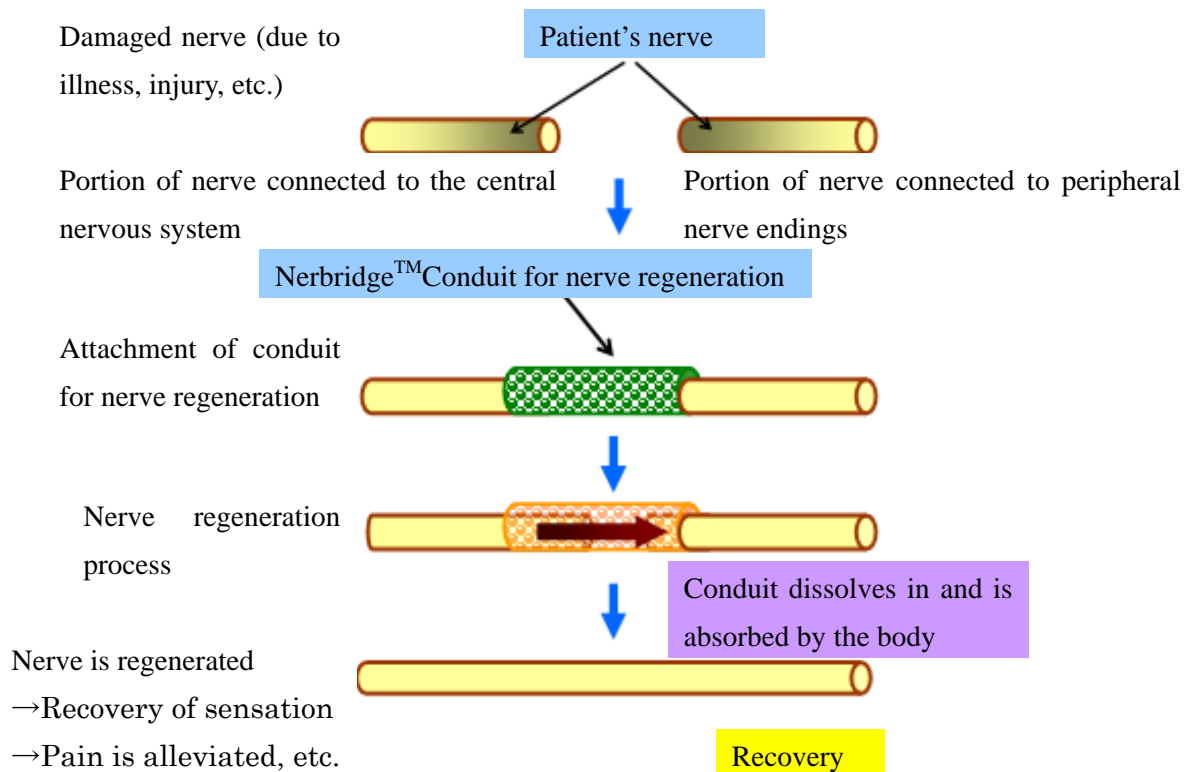 Damaged nerve (due to
illness, injury, etc.)
Patient's nerve
Portion of nerve connected to the central
nervous system
Portion of nerve connected to peripheral
nerve endings
Nerbridge™Conduit for nerve regeneration
Attachment of conduit
for nerve regeneration
Nerve regeneration
process
Conduit dissolves in and is
absorbed by the body
Nerve is regenerated
→Recovery of sensation
→Pain is alleviated, etc.
Recovery